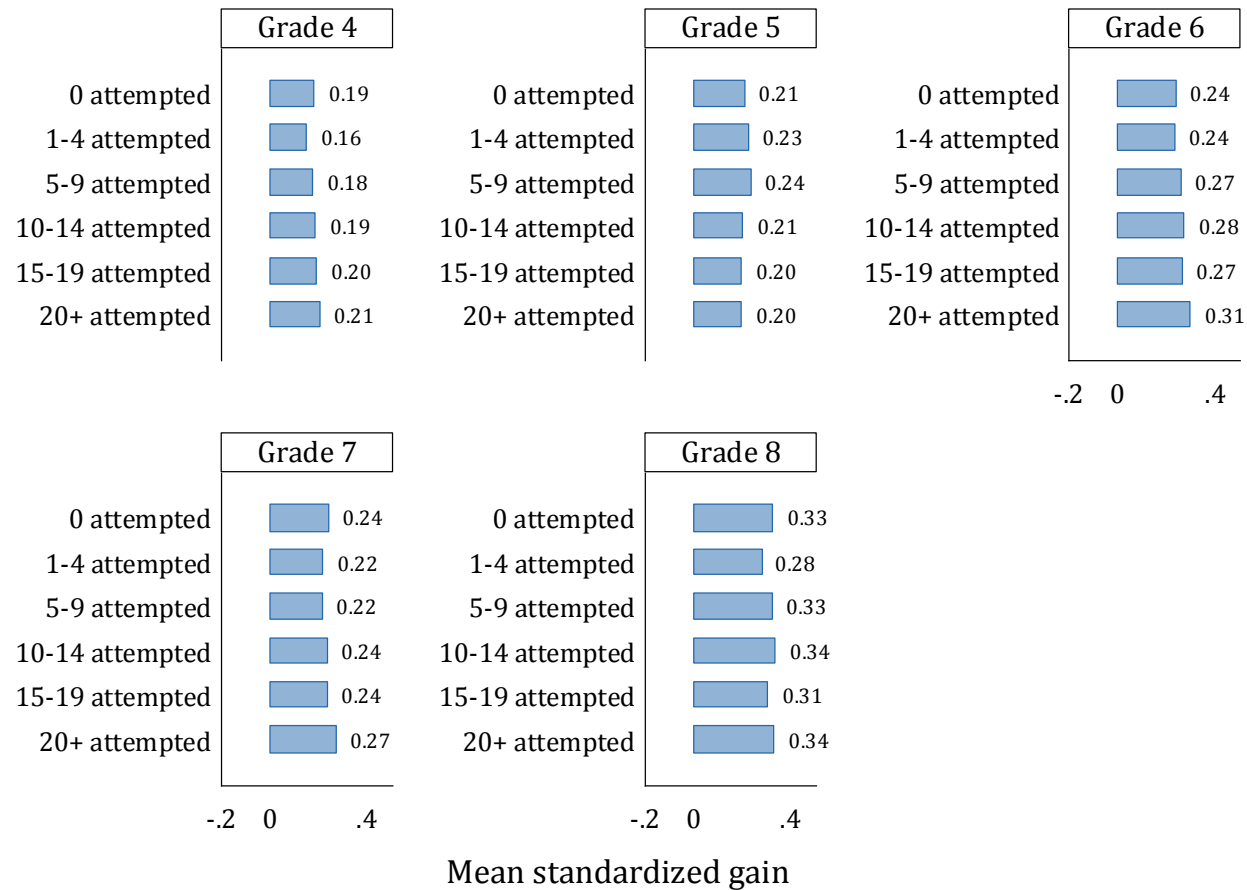 Grade 4
0 attempted 0.19
1-4 attempted 0.16
5-9 attempted 0.18
10-14 attempted 0.19
15-19 attempted 0.20
20+ attempted 0.21
Grade 5
0 attempted 0.21
1-4 attempted 0.23
5-9 attempted 0.24
10-14 attempted 0.21
15-19 attempted 0.20
20+ attempted 0.20
Grade 6
0 attempted 0.24
1-4 attempted 0.24
5-9 attempted 0.27
10-14 attempted 0.28
15-19 attempted 0.27
20+ attempted 0.31
-.2 0 .4
Grade 7
0 attempted 0.24
1-4 attempted 0.22
5-9 attempted 0.22
10-14 attempted 0.24
15-19 attempted 0.24
20+ attempted 0.27
-.2 0 .4
Grade 8
0 attempted 0.33
1-4 attempted 0.28
5-9 attempted 0.33
10-14 attempted 0.34
15-19 attempted 0.31
20+ attempted 0.34
-.2 0 .4
Mean standardized gain